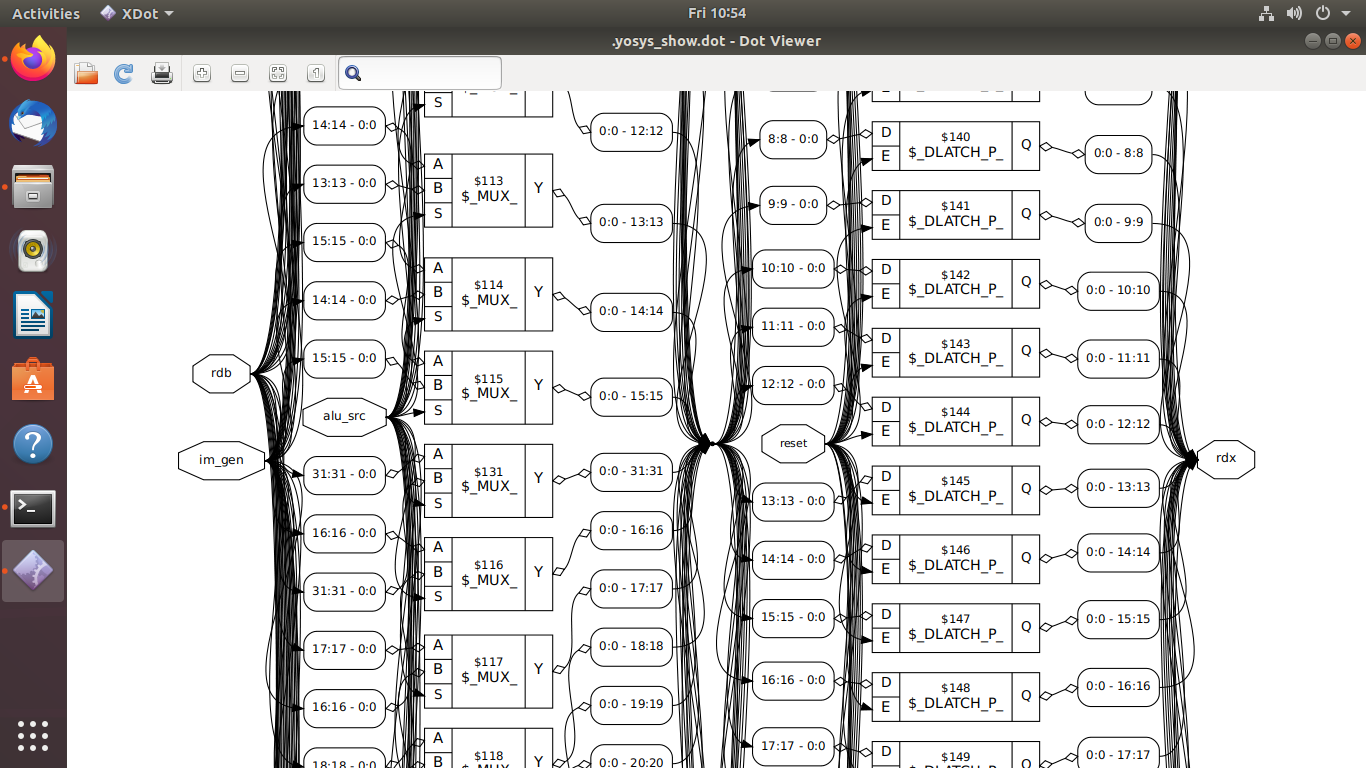 Activities
XDot
Fri 10:54
.yosys_show.dot - Dot Viewer
rdb
im_gen
14:14 - 0:0
13:13 - 0:0
15:15 - 0:0
14:14 - 0:0
15:15 - 0:0
alu_src
31:31 - 0:0
16:16 - 0:0
31:31 - 0:0
17:17 - 0:0
16:16 - 0:0
18:18 - 0:0
S
A
B
S
$113
$_MUX_
Y
A
B
S
$114
$_MUX_
Y
A
B
S
$115
$_MUX_
Y
A
B
S
$131
$_MUX_
Y
A
B
S
$116
$_MUX_
Y
A
B
S
$117
$_MUX_
Y
A
B
$118
$_MUX_
Y
0:0 - 12:12
0:0 - 13:13
0:0 - 14:14
0:0 - 15:15
0:0 - 31:31
0:0 - 16:16
0:0 - 17:17
0:0 - 18:18
0:0 - 19:19
0:0 - 20:20
8:8 - 0:0
9:9 - 0:0
10:10 - 0:0
11:11 - 0:0
12:12 - 0:0
reset
13:13 - 0:0
14:14 - 0:0
15:15 - 0:0
16:16 - 0:0
17:17 - 0:0
D
E
$140
$_DLATCH_P_
Q
D
E
$141
$_DLATCH_P_
Q
D
E
$142
$_DLATCH_P_
Q
D
E
$143
$_DLATCH_P_
Q
D
E
$144
$_DLATCH_P_
Q
D
E
$145
$_DLATCH_P_
Q
D
E
$146
$_DLATCH_P_
Q
D
E
$147
$_DLATCH_P_
Q
D
E
$148
$_DLATCH_P_
Q
D
$149
Q
0:0 - 8:8
0:0 - 9:9
0:0 - 10:10
0:0 - 11:11
0:0 - 12:12
0:0 - 13:13
0:0 - 14:14
0:0 - 15:15
0:0 - 16:16
0:0 - 17:17
rdx